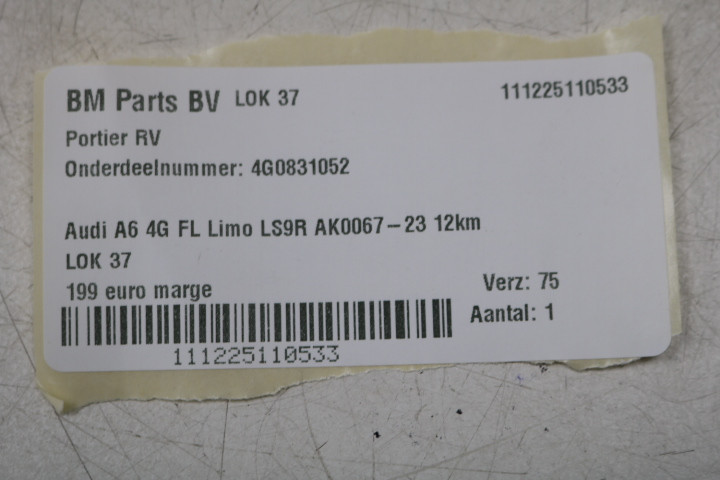 BM Parts BV LOK 37 111225110533
Portier RV
Onderdeelnummer: 4G0831052
Audi A6 4G FL Limo LS9R AK0067-23 12km
LOK 37
199 euro marge Verz: 75
Aantal: 1
111225110533